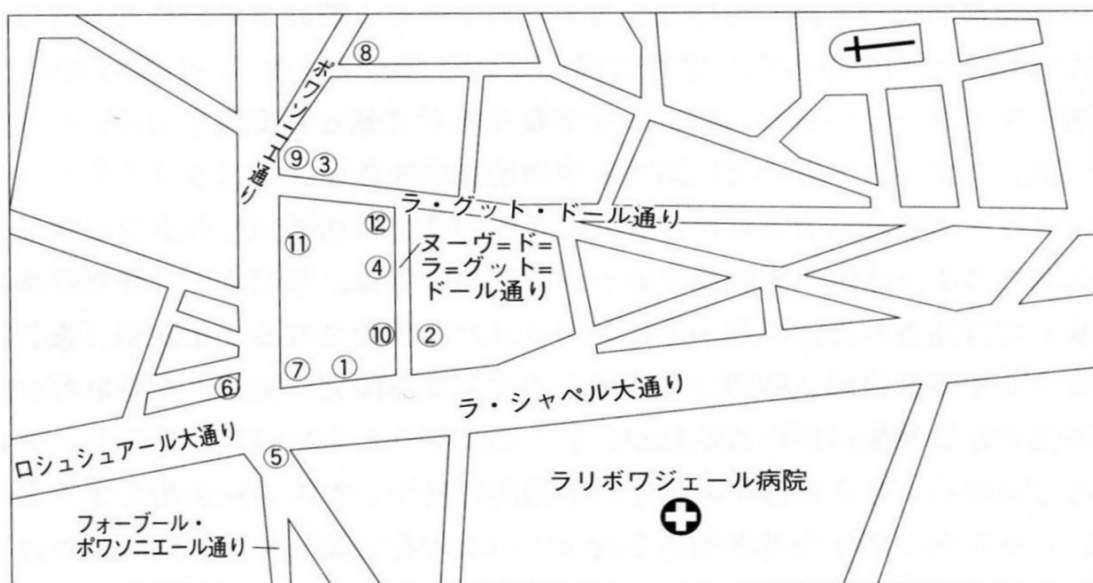 ⑧
ポワソニエ通り
⑨ ③
ラ・グット・ドール通り
⑫
⑪
ヌーヴ=ド=
ラ=グット=
ドール通り
④
⑩ ②
⑦ ①
⑥
ラ・シャペル大通り
ロシュシュアール大通り
⑤
ラリボワジェール病院
フォーブール・
ポワソニエール通り